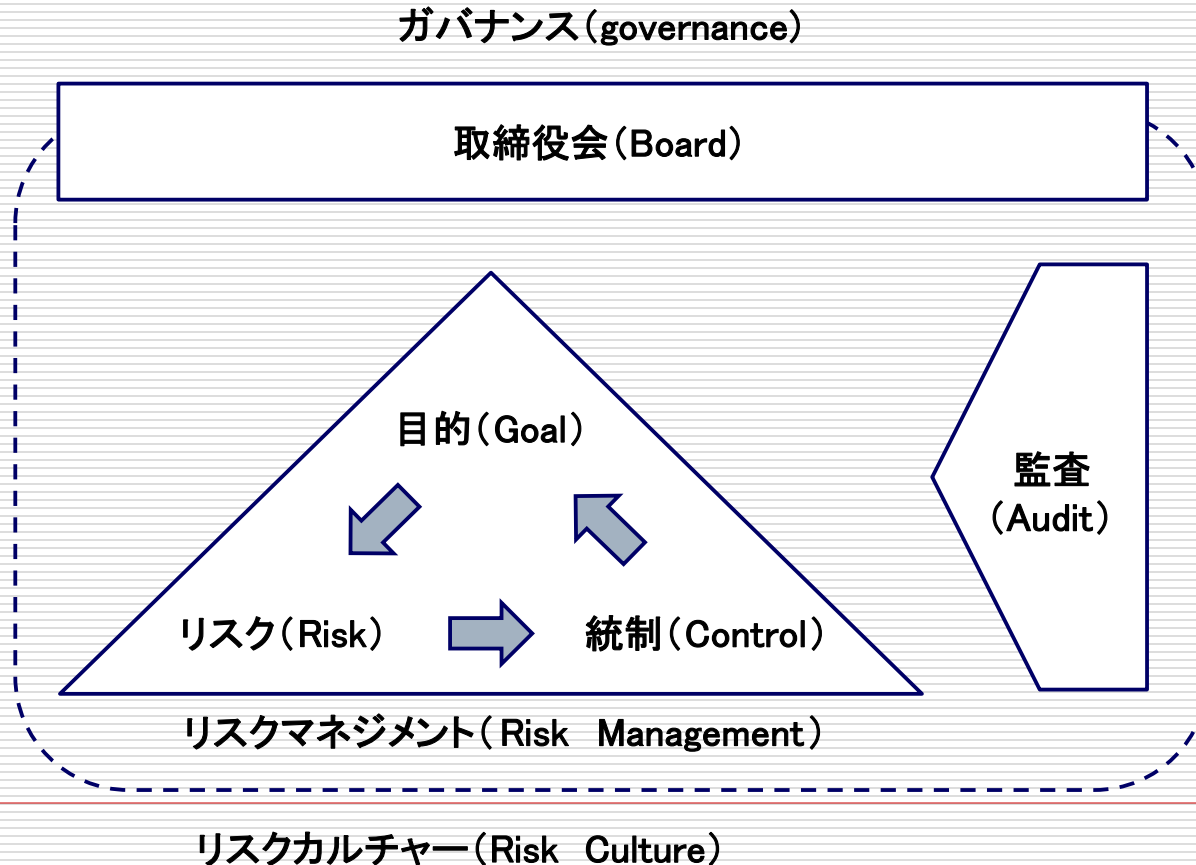 ガバナンス（governance）
取締役会（Board）
目的（Goal）
監査
（Audit）
リスク（Risk）
統制（Control）
リスクマネジメント（Risk　Management）
リスクカルチャー（Risk　Culture）